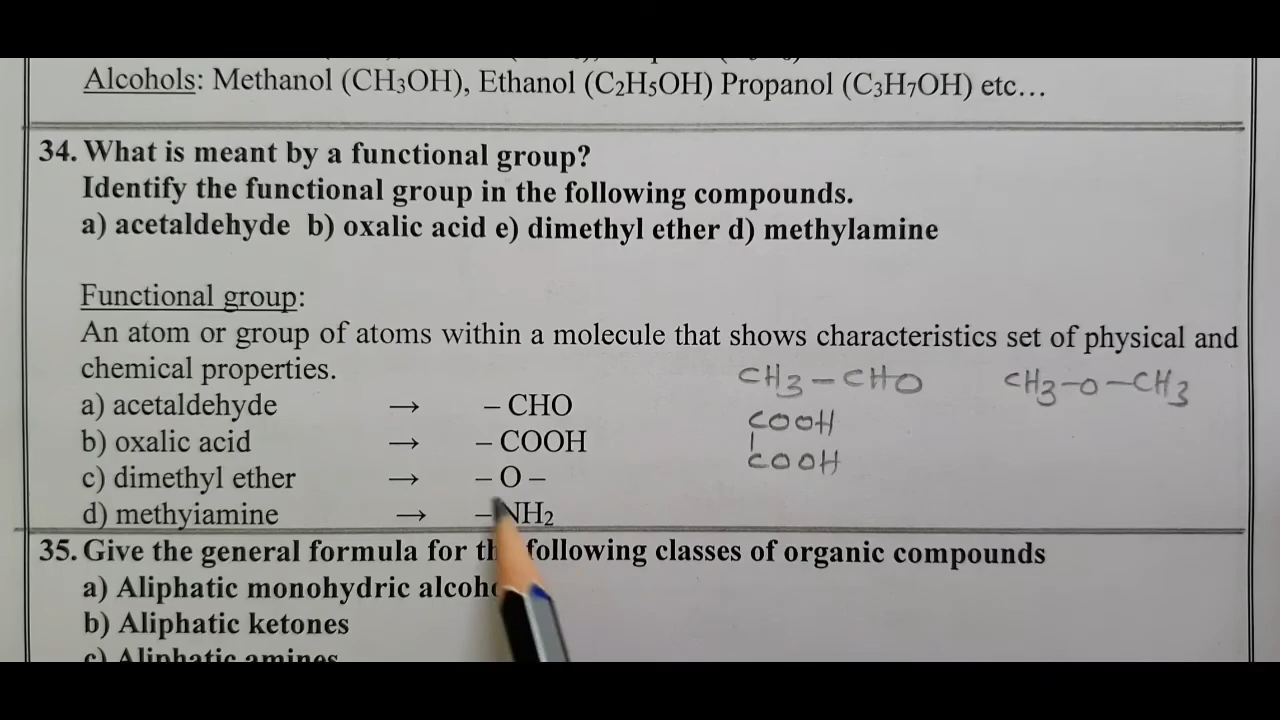 Alcohols: Methanol (CH₃OH), Ethanol (C₂H₅OH) Propanol (C₃H₇OH) etc…
34. What is meant by a functional group?
Identify the functional group in the following compounds.
a) acetaldehyde b) oxalic acid e) dimethyl ether d) methylamine
Functional group:
An atom or group of atoms within a molecule that shows characteristics set of physical and
chemical properties.
CH₃–CHO CH₃–O–CH₃
a) acetaldehyde → – CHO
COOH
b) oxalic acid → – COOH
COOH
c) dimethyl ether → – O –
d) methyiamine → – NH₂
35. Give the general formula for the following classes of organic compounds
a) Aliphatic monohydric
b) Aliphatic ketones
c) Aliphatic amines